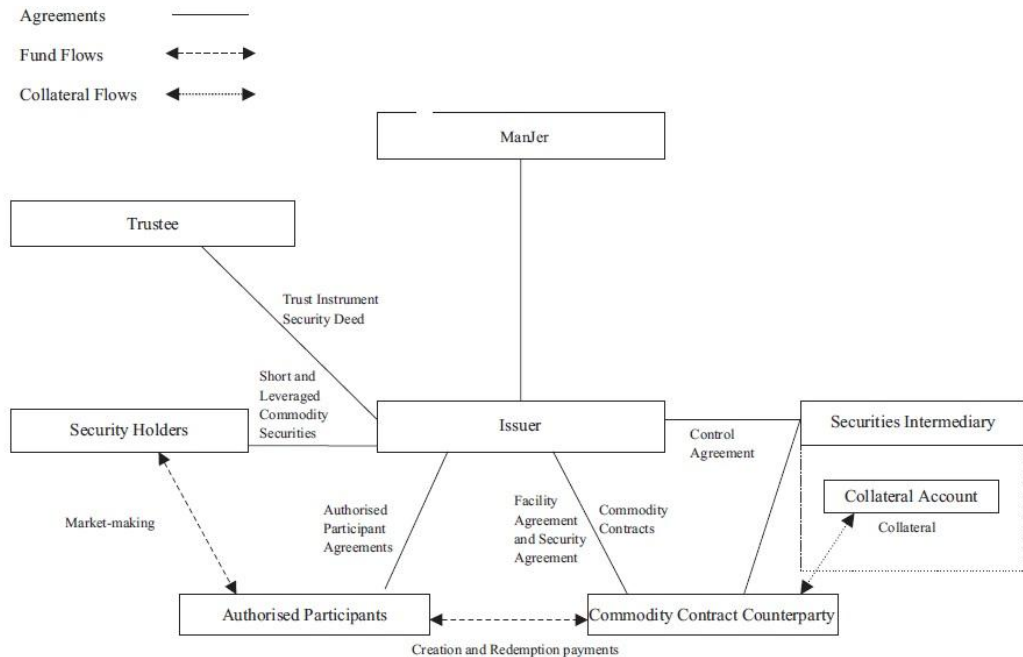 Agreements
Fund Flows
Collateral Flows
ManJer
Trustee
Trust Instrument
Security Deed
Short and
Leveraged
Commodity
Securities
Security Holders
Issuer
Control
Agreement
Securities Intermediary
Collateral Account
Collateral
Market-making
Authorised
Participant
Agreements
Facility
Agreement
and Security
Agreement
Commodity
Contracts
Authorised Participants
Commodity Contract Counterparty
Creation and Redemption payments